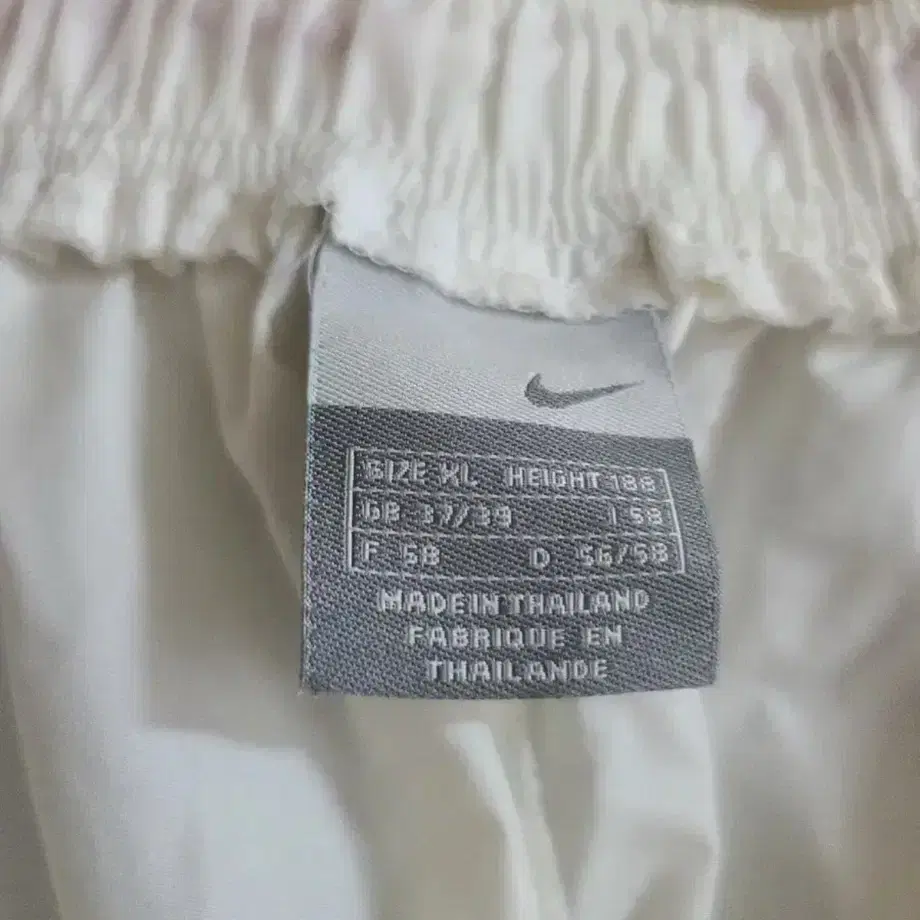 SIZE XL HEIGHT 188
GB 37/39 I 58
F 58 D 56/58
MADE IN THAILAND
FABRIQUE EN
THAILANDE